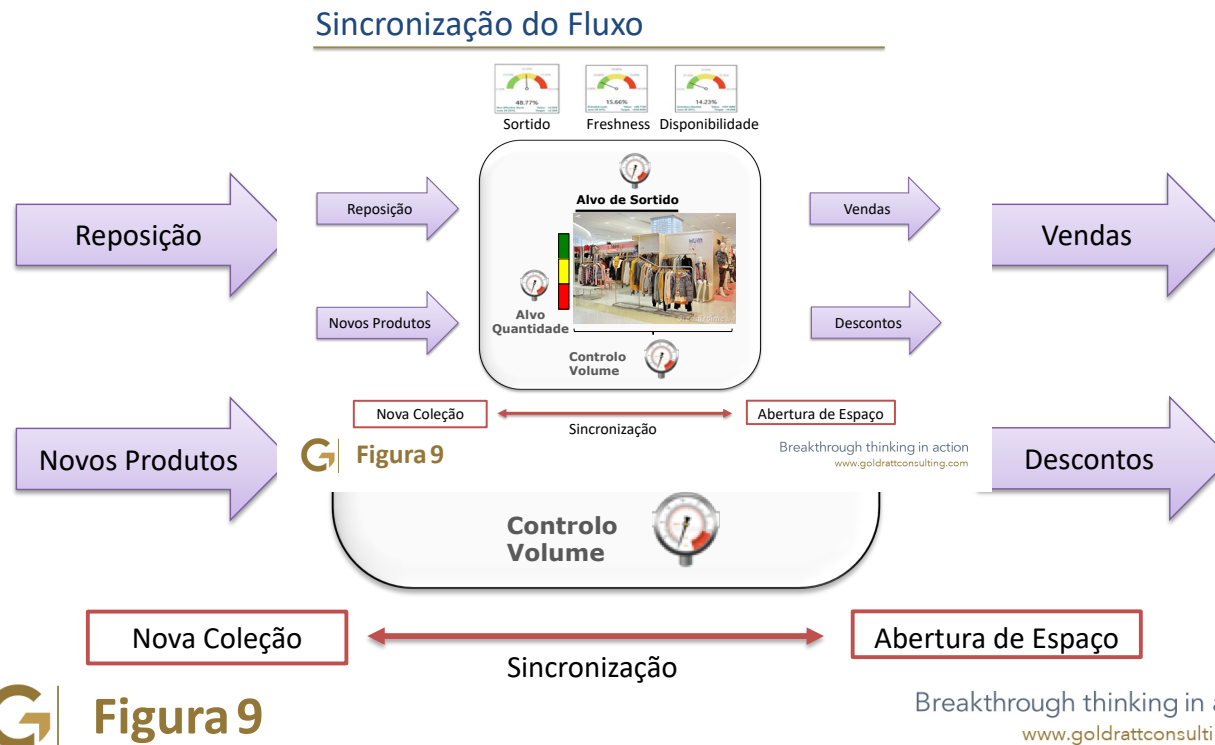 Sincronização do Fluxo
48.77%
15.66%
14.23%
Sortido
Freshness
Disponibilidade
Alvo de Sortido
Reposição
Vendas
Reposição
Vendas
Novos Produtos
Alvo
Quantidade
Descontos
Controlo
Volume
Nova Coleção
Sincronização
Abertura de Espaço
G
Figura 9
Breakthrough thinking in action
www.goldrattconsulting.com
Novos Produtos
Descontos
Controlo
Volume
Nova Coleção
Sincronização
Abertura de Espaço
G
Figura 9
Breakthrough thinking in a
www.goldrattconsulti